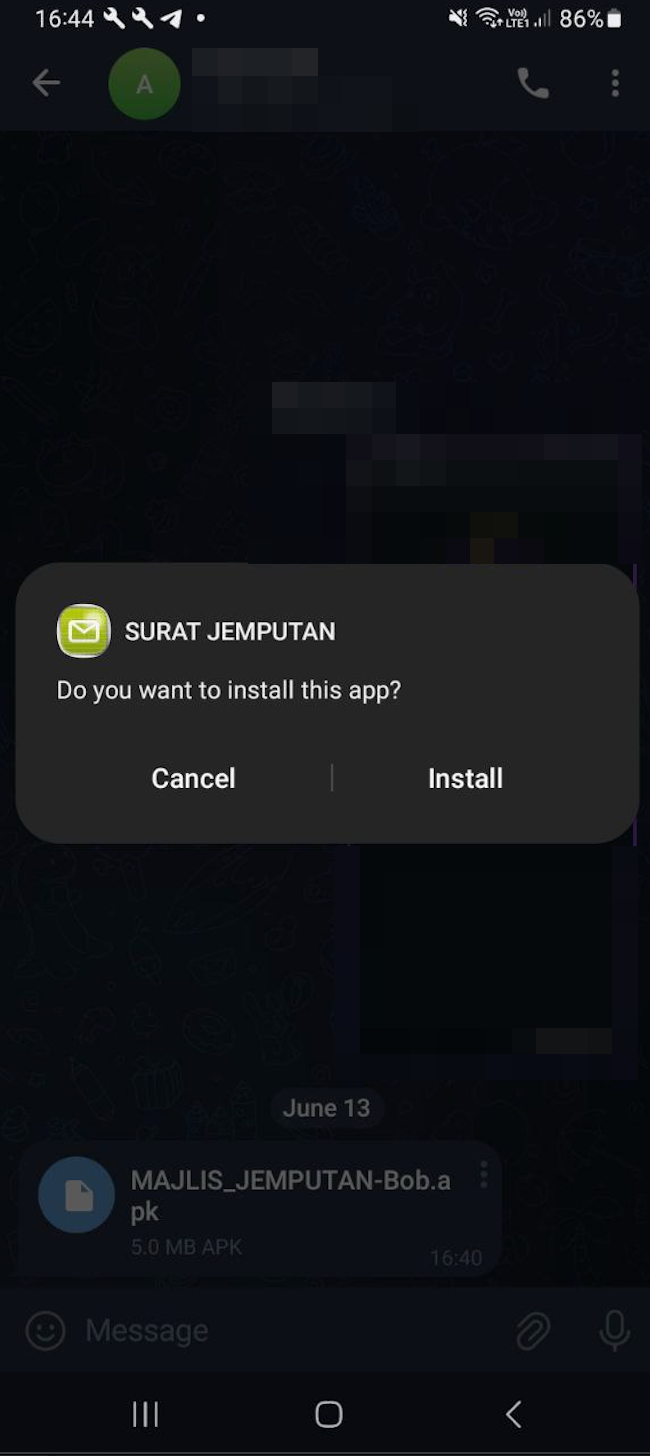 16:44
Vo) 86%
LTE1
A
SURAT JEMPUTAN
Do you want to install this app?
Cancel | Install
June 13
MAJLIS_JEMPUTAN-Bob.a
pk
5.0 MB APK 16:40
Message